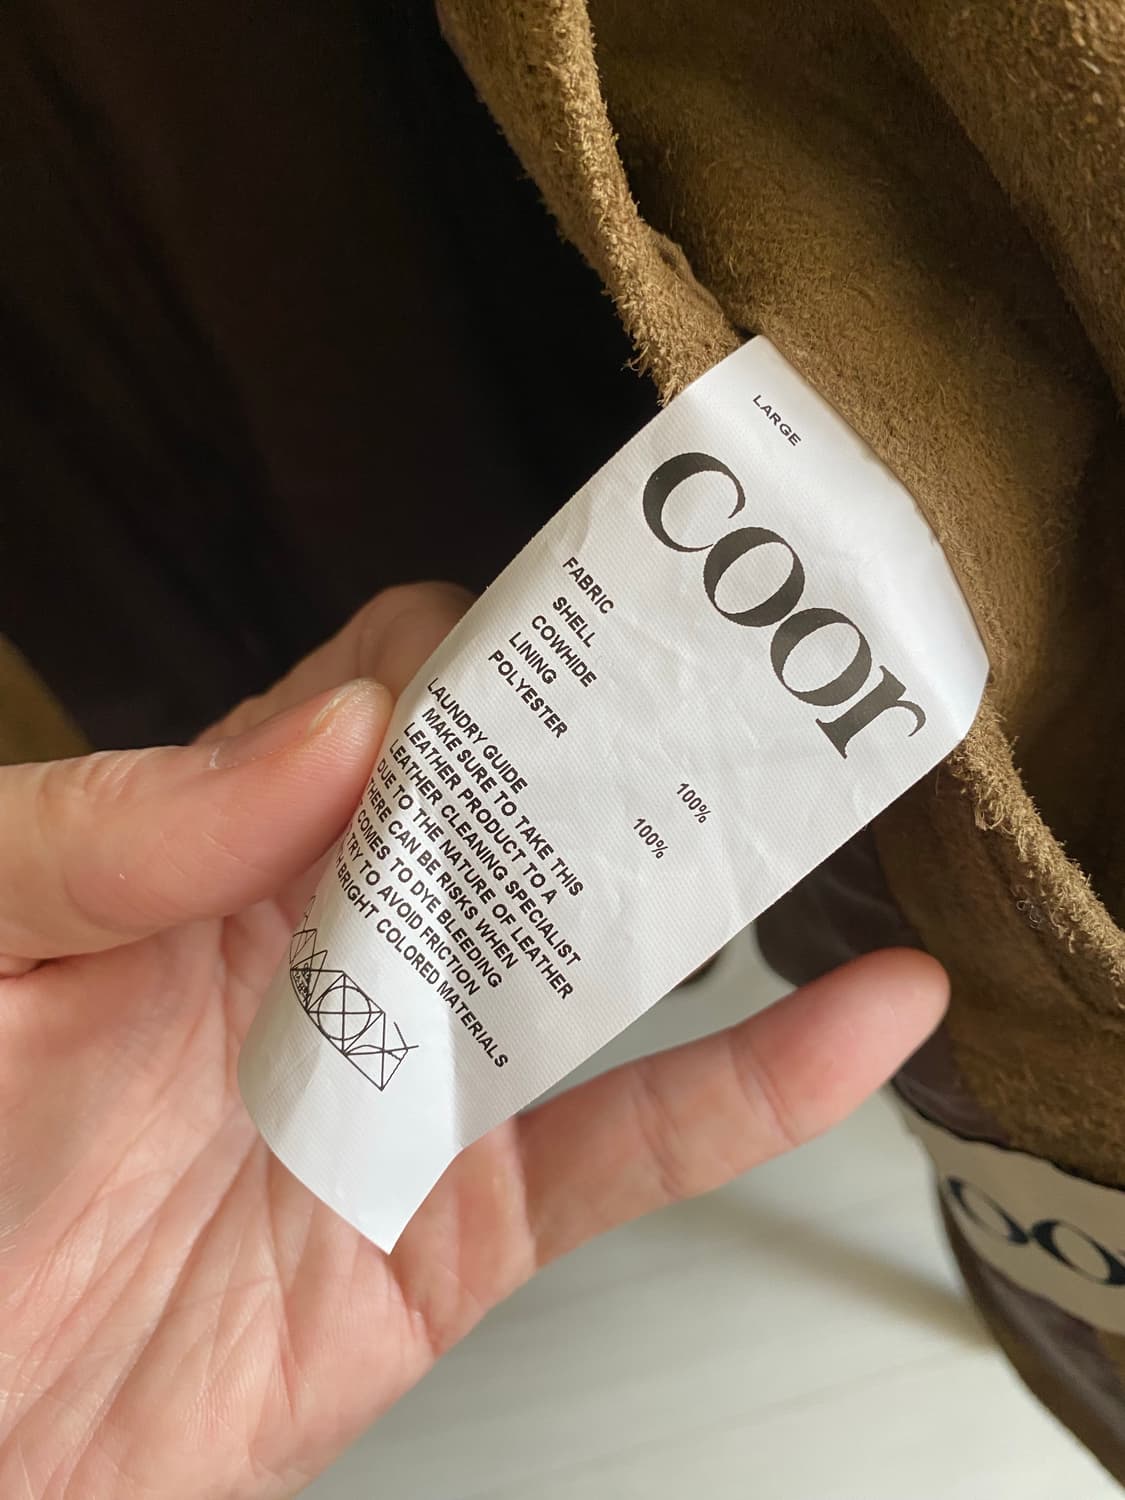 LARGE
coor
FABRIC
SHELL
COWHIDE 100%
LINING
POLYESTER 100%
LAUNDRY GUIDE
MAKE SURE TO TAKE THIS
LEATHER PRODUCT TO A
LEATHER CLEANING SPECIALIST
DUE TO THE NATURE OF LEATHER
THERE CAN BE RISKS WHEN
COMES TO DYE BLEEDING
TRY TO AVOID FRICTION
BRIGHT COLORED MATERIALS
oo